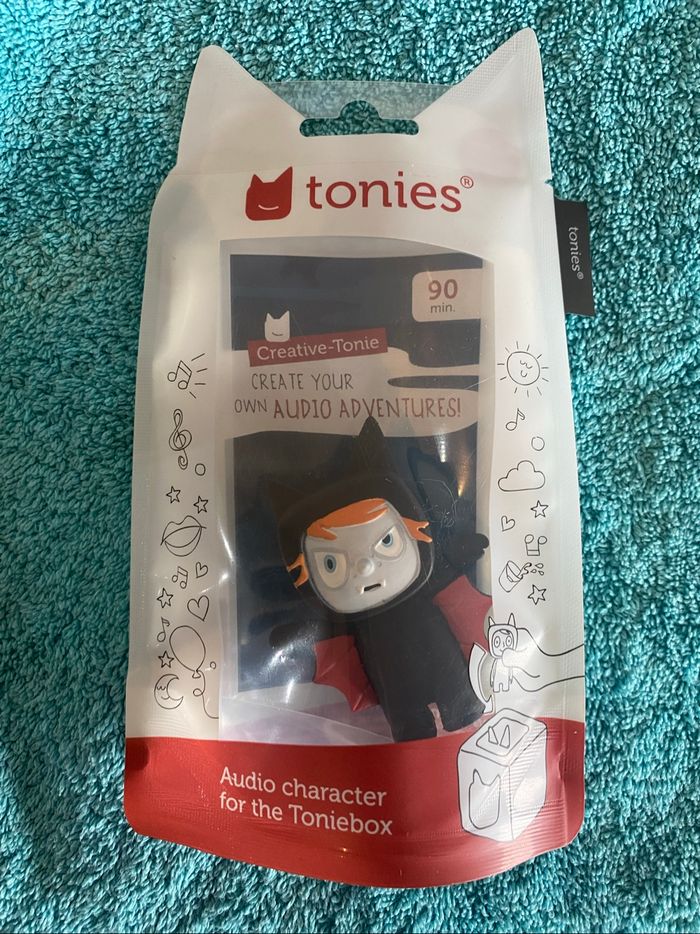 tonies®
tonies®
90
min.
Creative-Tonie
CREATE YOUR
OWN AUDIO ADVENTURES!
Audio character
for the Toniebox